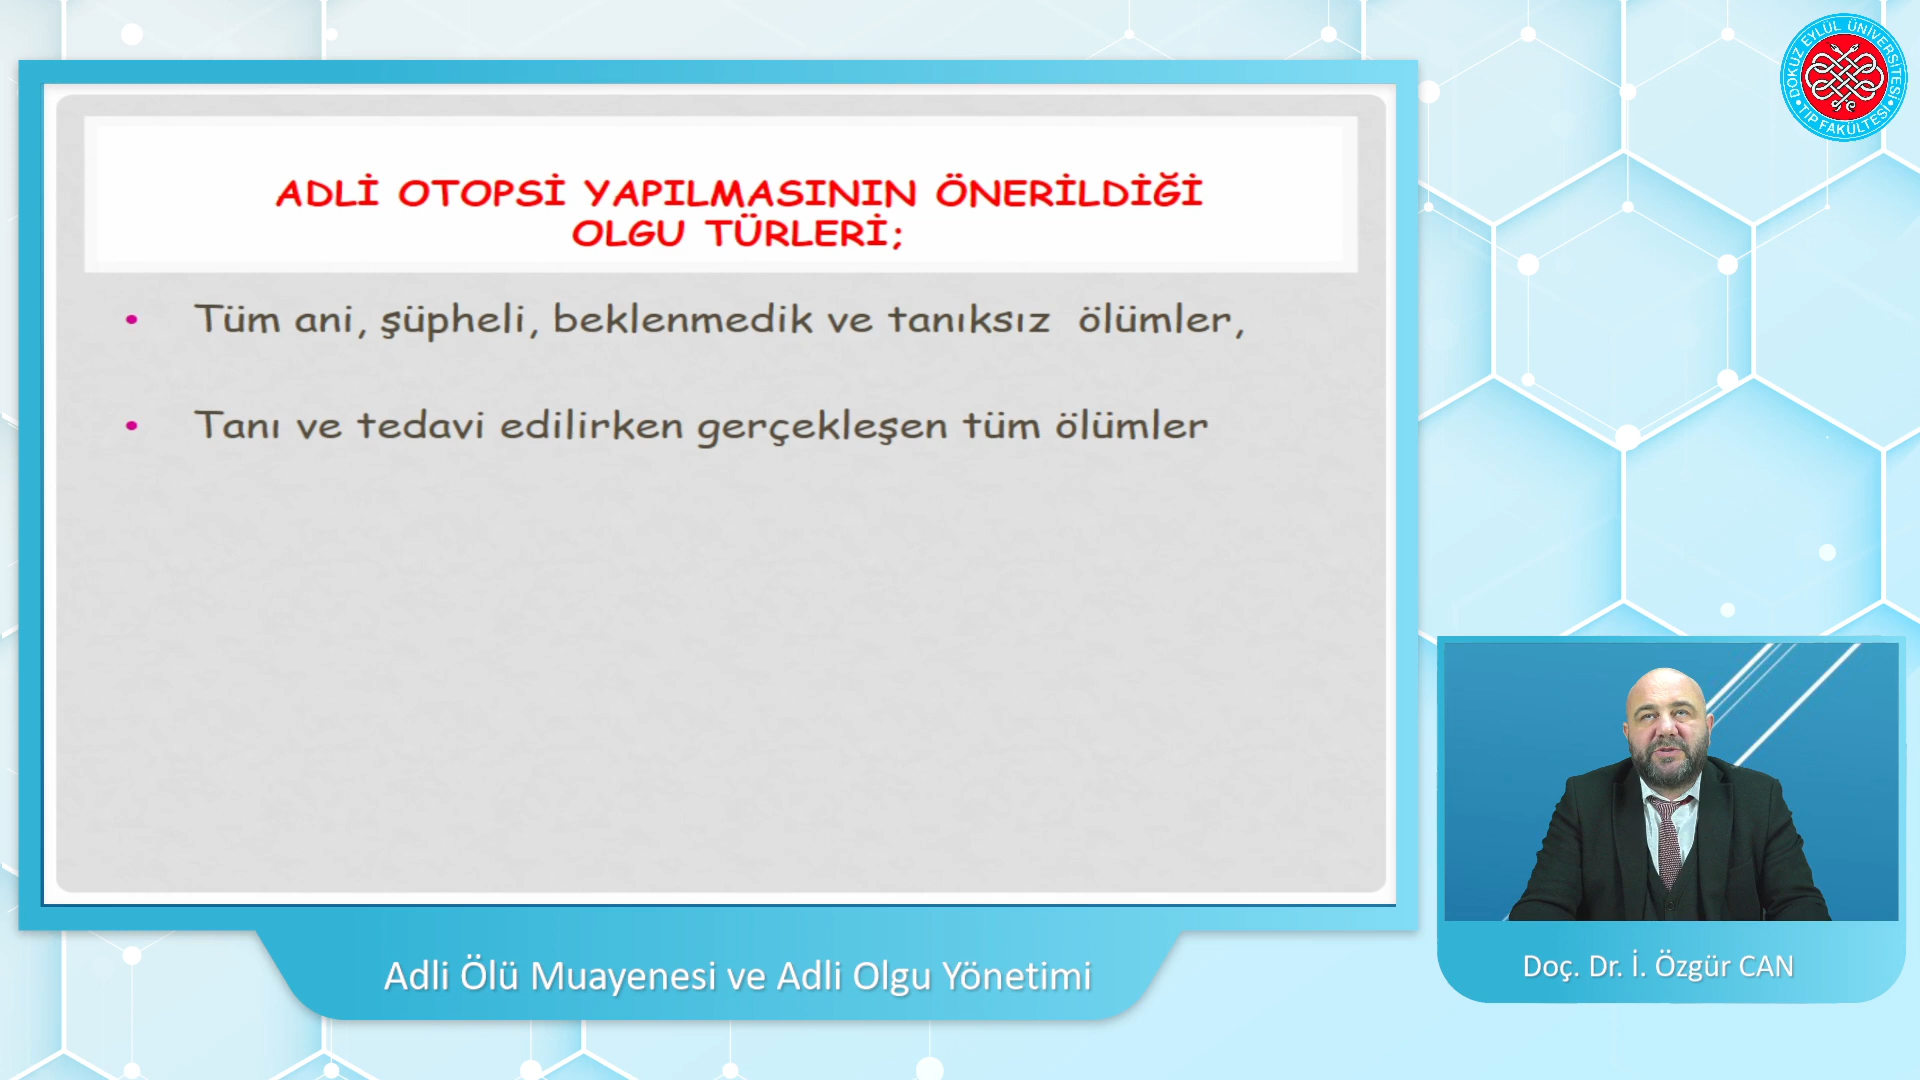 ADLİ OTOPSİ YAPILMASININ ÖNERİLDİĞİ
OLGU TÜRLERİ;
• Tüm ani, şüpheli, beklenmedik ve tanıksız ölümler,
• Tanı ve tedavi edilirken gerçekleşen tüm ölümler
Adli Ölü Muayenesi ve Adli Olgu Yönetimi
DOKUZ EYLÜL ÜNİVERSİTESİ
• TIP FAKÜLTESİ •
Doç. Dr. İ. Özgür CAN